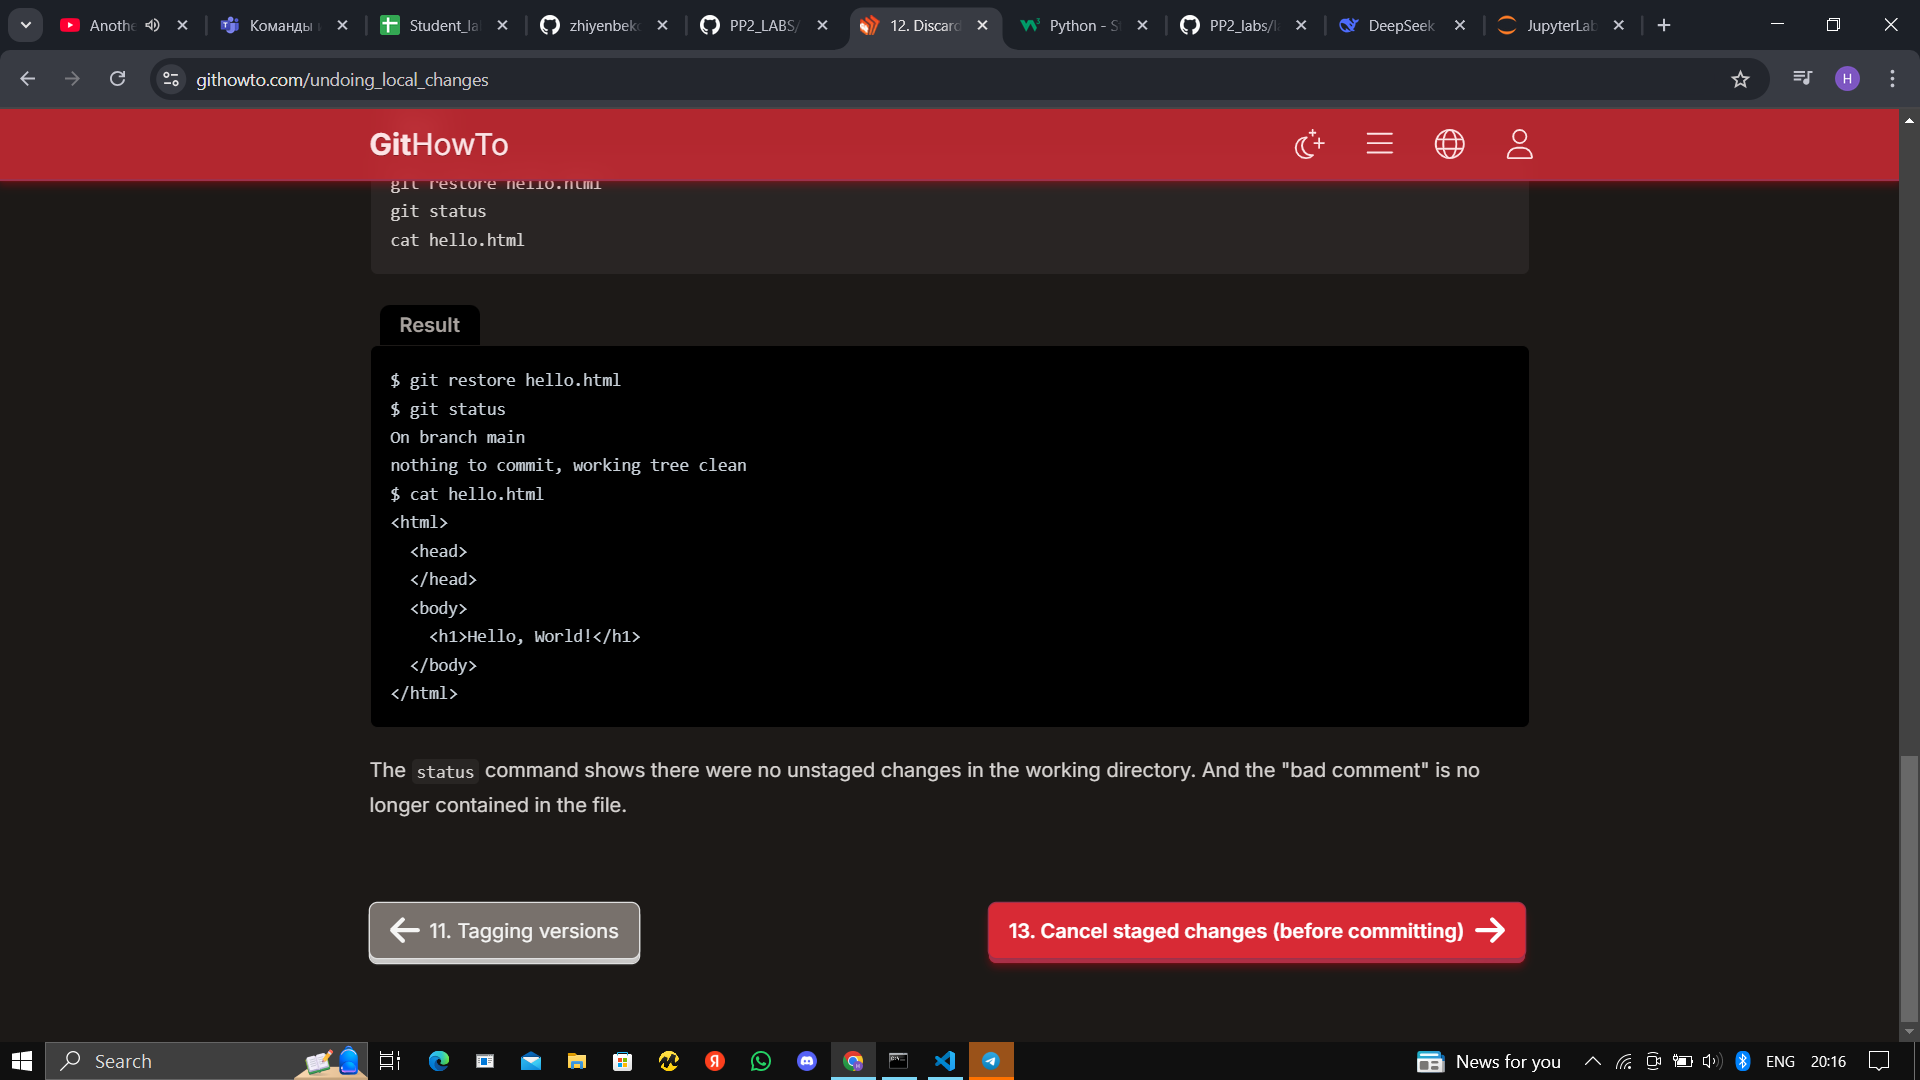 Anothe
Команды
Student_la
zhiyenbek
PP2_LABS/
12. Discard
Python - S
PP2_labs/l
DeepSeek
JupyterLab
githowto.com/undoing_local_changes
H
GitHowTo
git restore hello.html
git status
cat hello.html
Result
$ git restore hello.html
$ git status
On branch main
nothing to commit, working tree clean
$ cat hello.html
<html>
<head>
</head>
<body>
<h1>Hello, World!</h1>
</body>
</html>
The status command shows there were no unstaged changes in the working directory. And the "bad comment" is no
longer contained in the file.
11. Tagging versions
13. Cancel staged changes (before committing)
Search
News for you
ENG
20:16